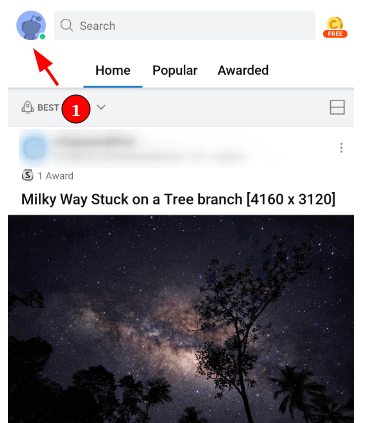 Search
C
FREE
Home Popular Awarded
BEST
1
S 1 Award
Milky Way Stuck on a Tree branch [4160 x 3120]